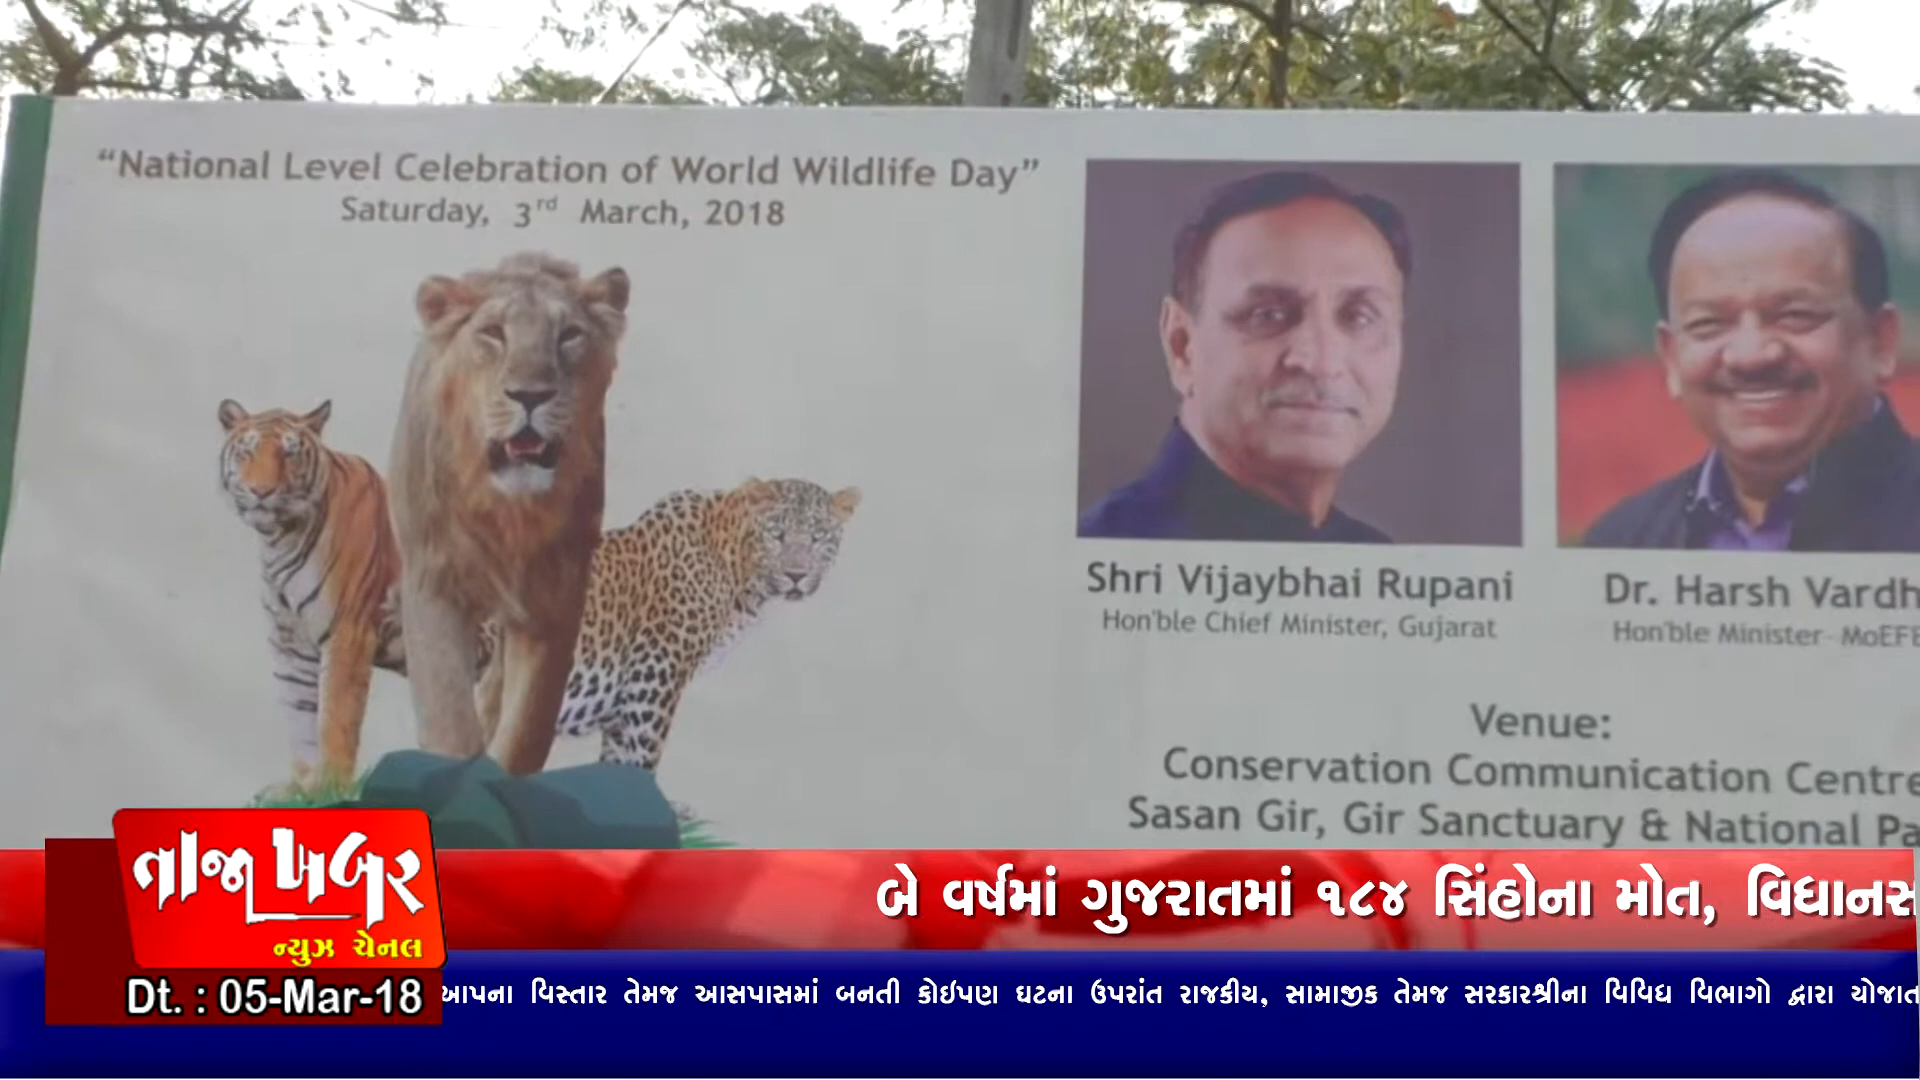 “National Level Celebration of World Wildlife Day”
Saturday, 3rd March, 2018
Shri Vijaybhai Rupani
Hon'ble Chief Minister, Gujarat
Dr. Harsh Vardh
Hon'ble Minister- MoEFE
Venue:
Conservation Communication Centre
Sasan Gir, Gir Sanctuary & National Pa
તાજા ખબર
ન્યુઝ ચેનલ
Dt. : 05-Mar-18
બે વર્ષમાં ગુજરાતમાં ૧૮૪ સિંહોના મોત, વિધાનસ
આપના વિસ્તાર તેમજ આસપાસમાં બનતી કોઈપણ ઘટના ઉપરાંત રાજકીય, સામાજીક તેમજ સરકારશ્રીના વિવિધ વિભાગો દ્વારા યોજાત